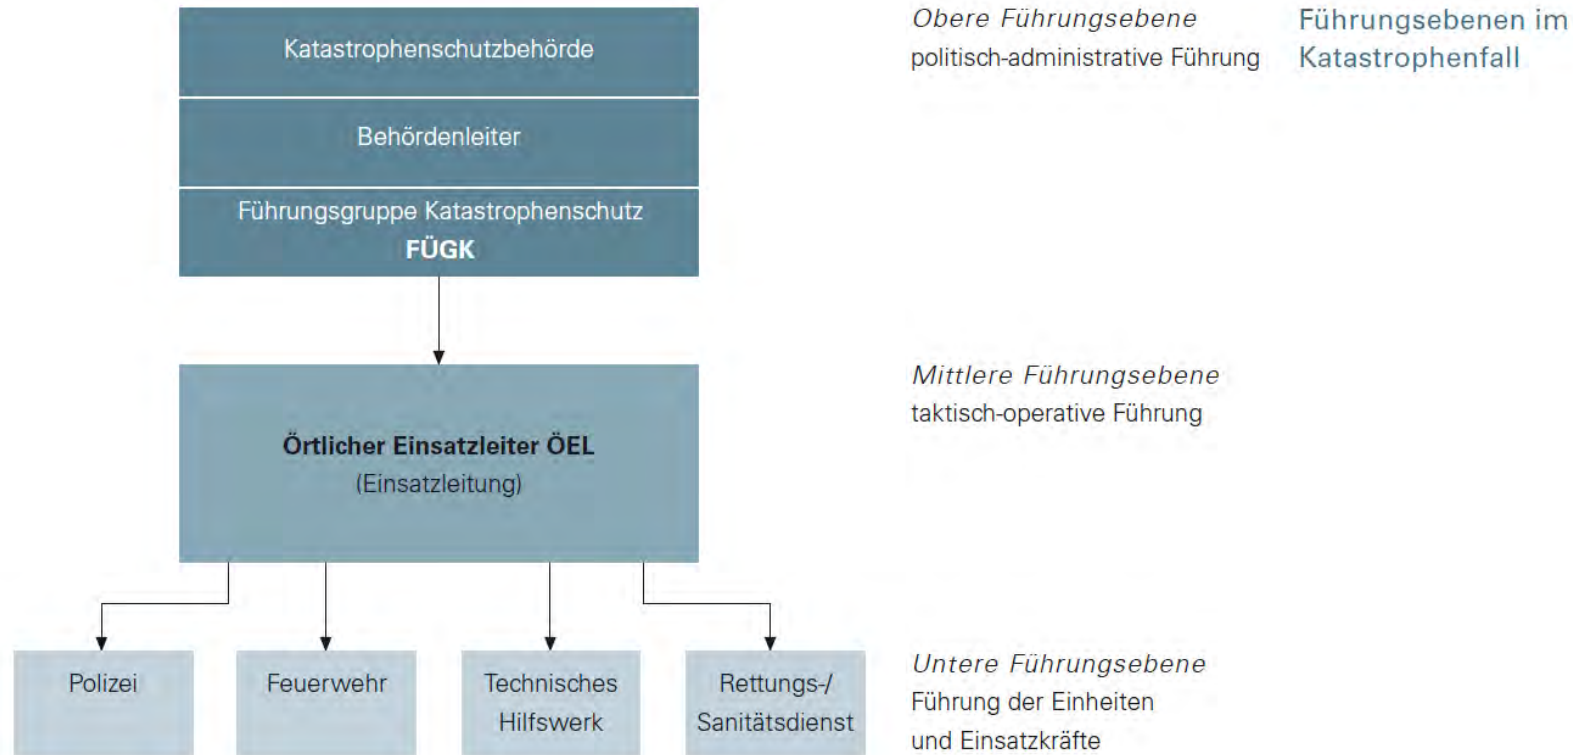 Führungsebenen im
Katastrophenfall
Obere Führungsebene
politisch-administrative Führung
Katastrophenschutzbehörde
Behördenleiter
Führungsgruppe Katastrophenschutz
FÜGK
Mittlere Führungsebene
taktisch-operative Führung
Örtlicher Einsatzleiter ÖEL
(Einsatzleitung)
Untere Führungsebene
Führung der Einheiten
und Einsatzkräfte
Polizei
Feuerwehr
Technisches
Hilfswerk
Rettungs-/
Sanitätsdienst